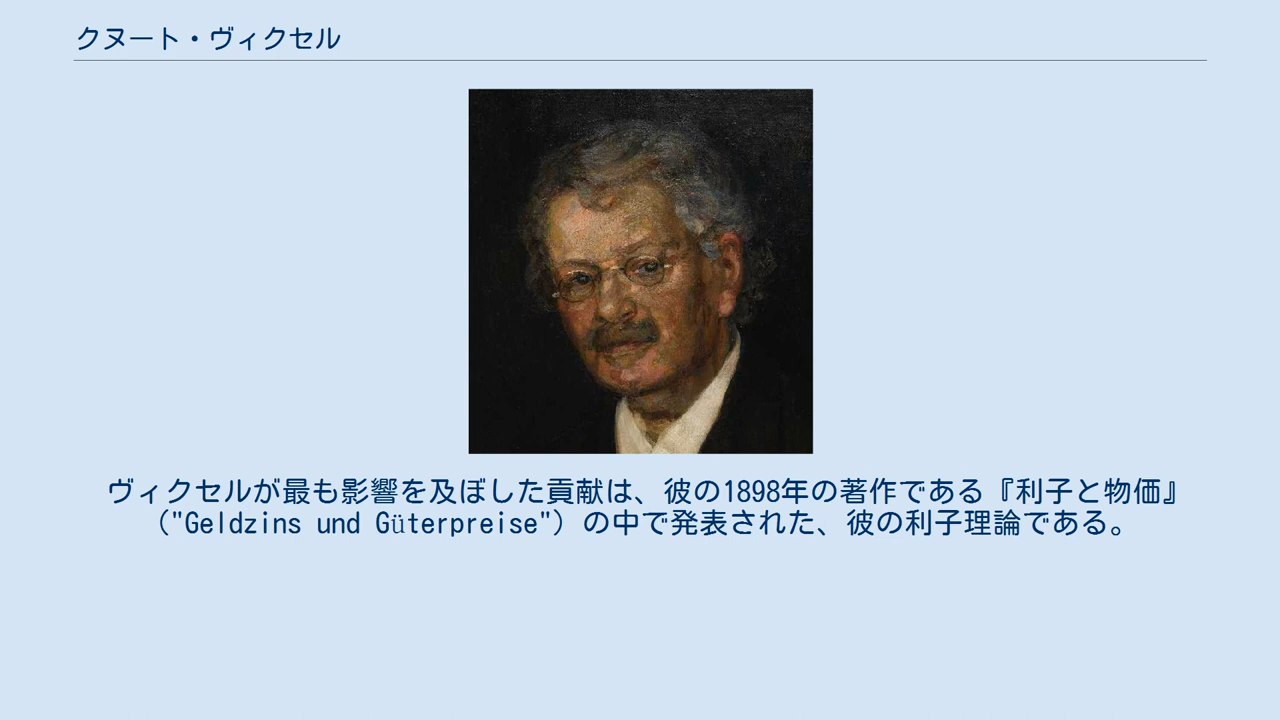 クヌート・ヴィクセル
ヴィクセルが最も影響を及ぼした貢献は、彼の1898年の著作である『利子と物価』
（"Geldzins und Güterpreise"）の中で発表された、彼の利子理論である。